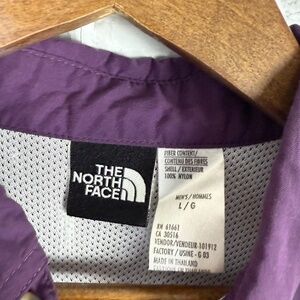 THE
NORTH
FACE
FIBER CONTENT/
CONTENU DES FIBRES
SHELL / EXTERIEUR
100% NYLON
MEN'S / HOMMES
L / G
RN 61661
CA 30516
VENDOR/VENDEUR-101912
FACTORY / USINE - G 03
MADE IN THAILAND